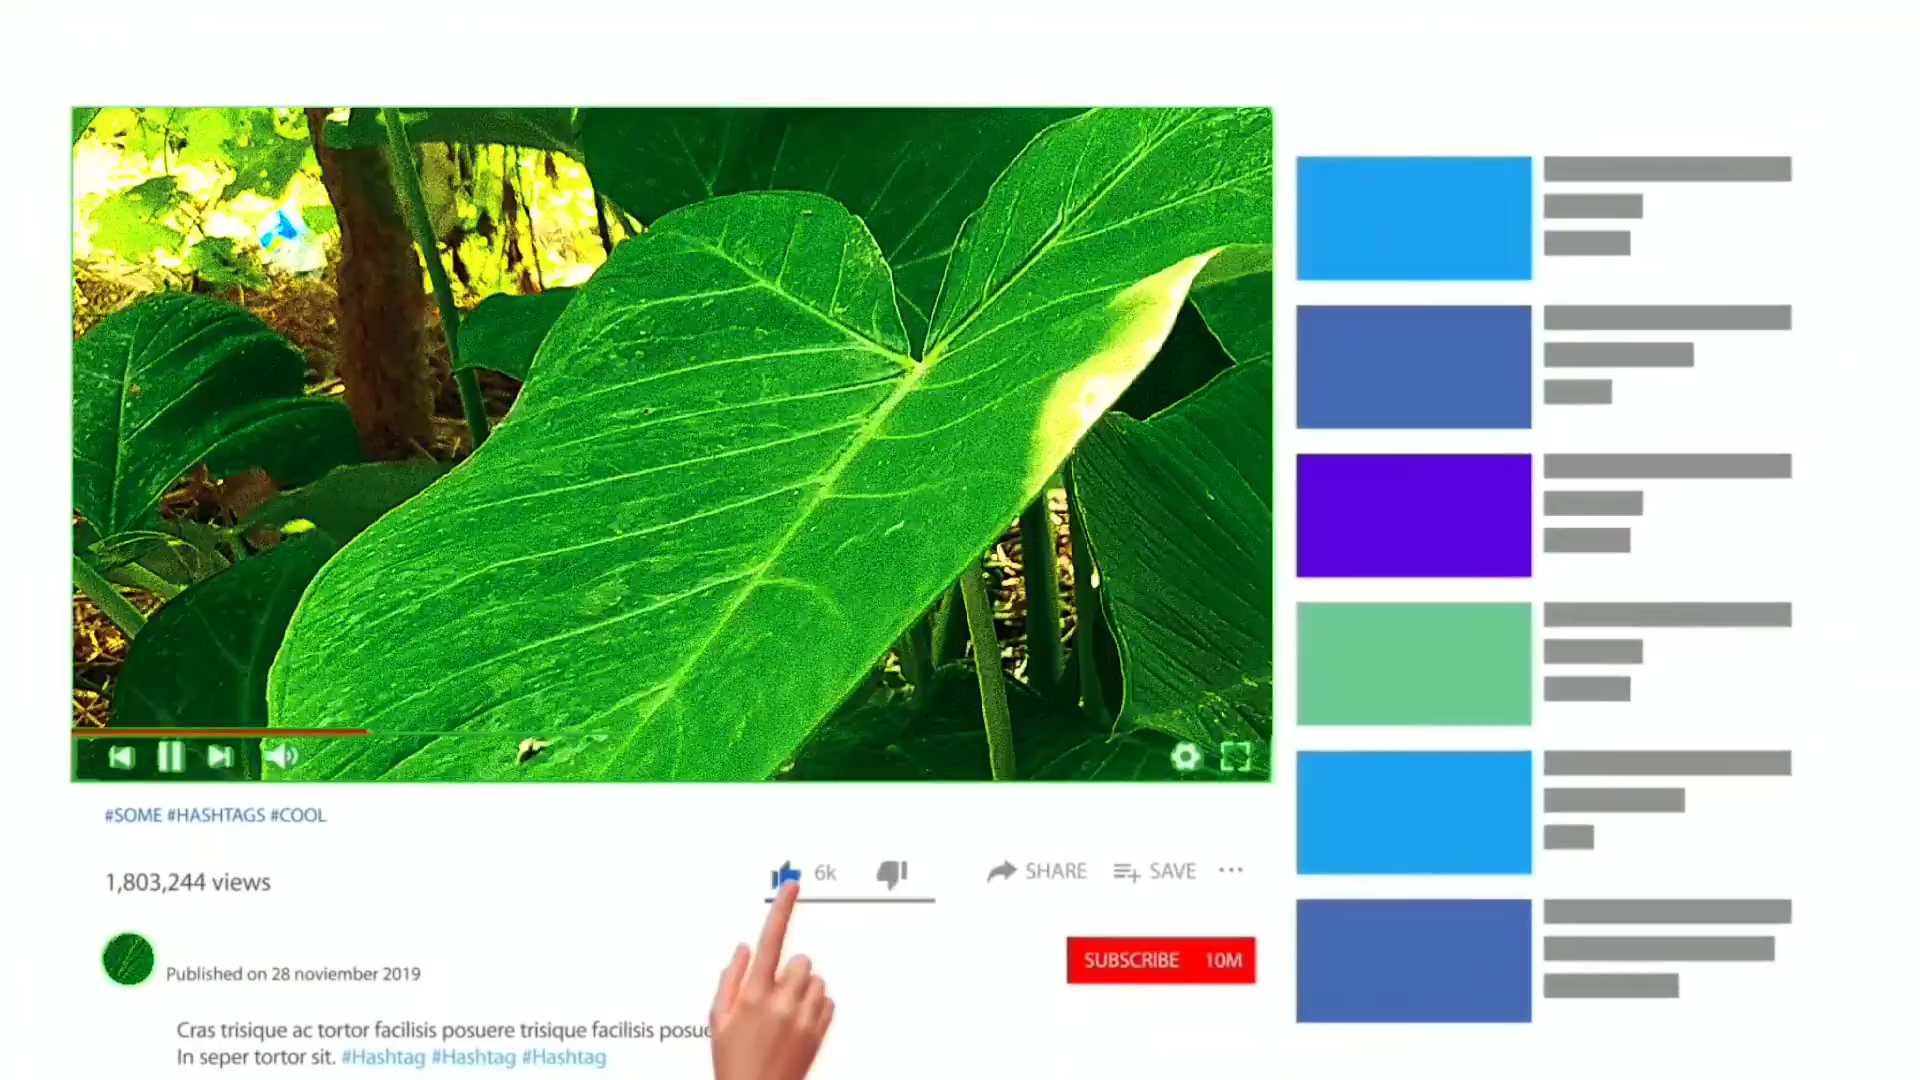 #SOME #HASHTAGS #COOL
1,803,244 views
6k
SHARE
SAVE
SUBSCRIBE 10M
Published on 28 noviember 2019
Cras trisique ac tortor facilisis posuere trisique facilisis
In seper tortor sit. #Hashtag #Hashtag #Hashtag